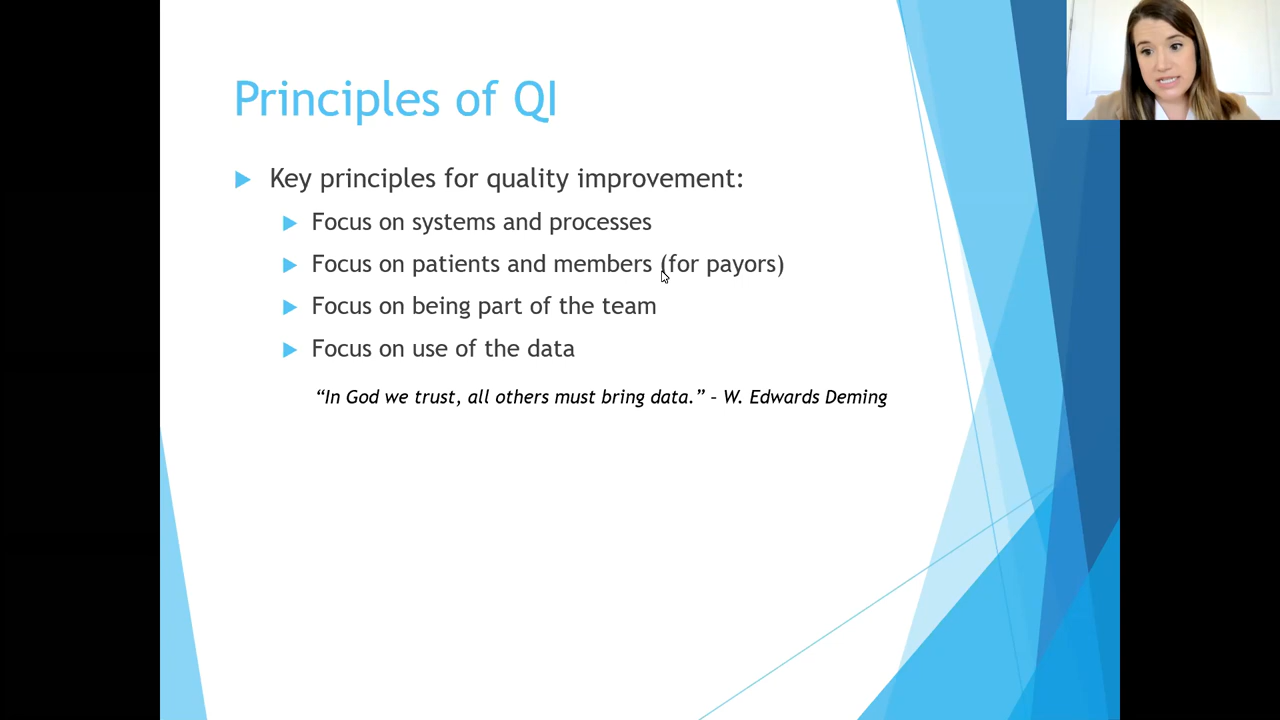 Principles of QI
Key principles for quality improvement:
Focus on systems and processes
Focus on patients and members (for payors)
Focus on being part of the team
Focus on use of the data
“In God we trust, all others must bring data.” – W. Edwards Deming